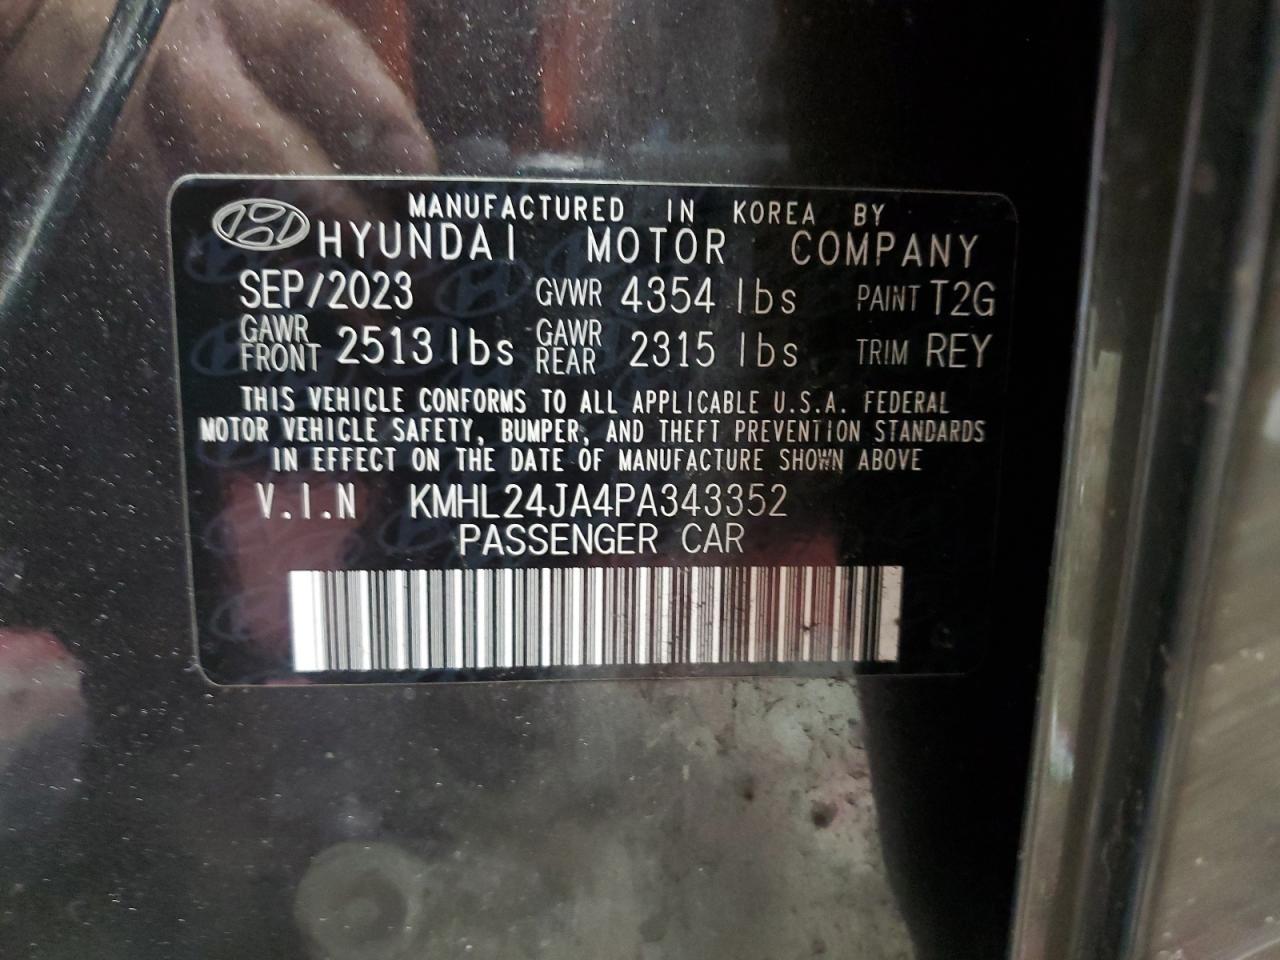 MANUFACTURED IN KOREA BY
HYUNDAI MOTOR COMPANY
SEP/2023 GVWR 4354 lbs PAINT T2G
GAWR FRONT 2513 lbs GAWR REAR 2315 lbs TRIM REY
THIS VEHICLE CONFORMS TO ALL APPLICABLE U.S.A. FEDERAL
MOTOR VEHICLE SAFETY, BUMPER, AND THEFT PREVENTION STANDARDS
IN EFFECT ON THE DATE OF MANUFACTURE SHOWN ABOVE
V.I.N KMHL24JA4PA343352
PASSENGER CAR